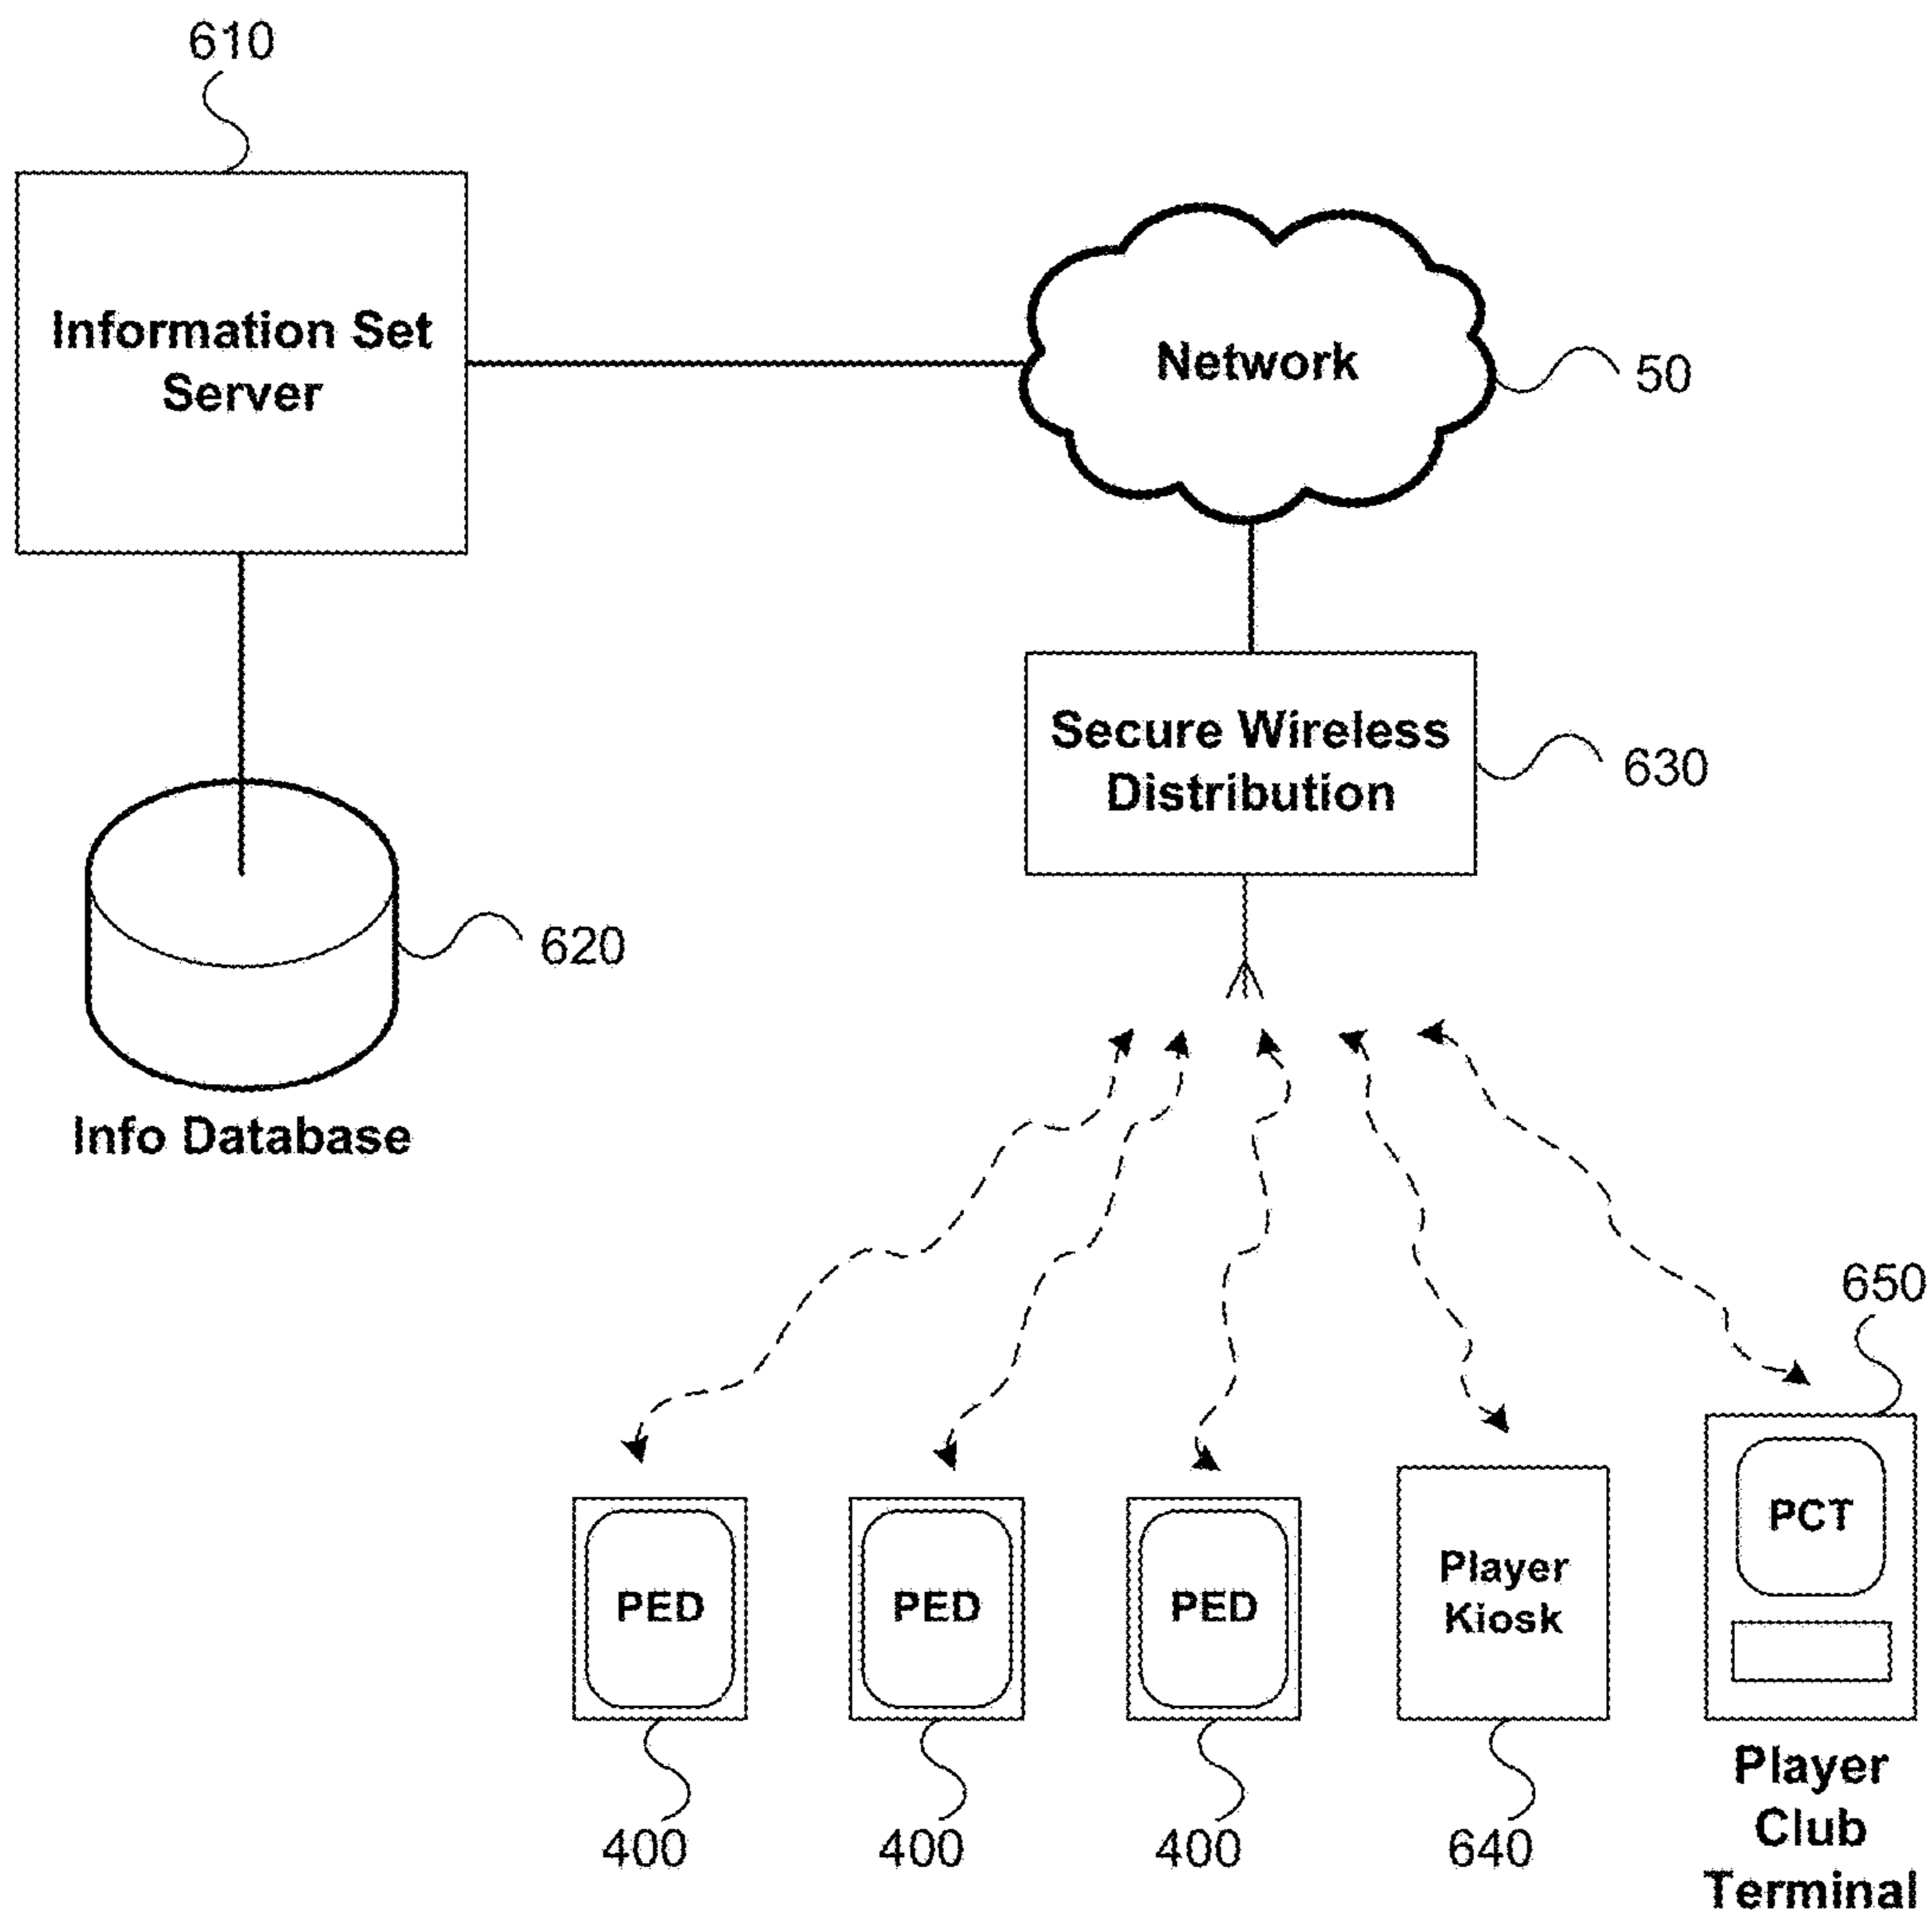 610
Information Set
Server
Network
50
Secure Wireless
Distribution
630
620
Info Database
650
PED
PED
PED
Player
Kiosk
PCT
400
400
400
640
Player
Club
Terminal